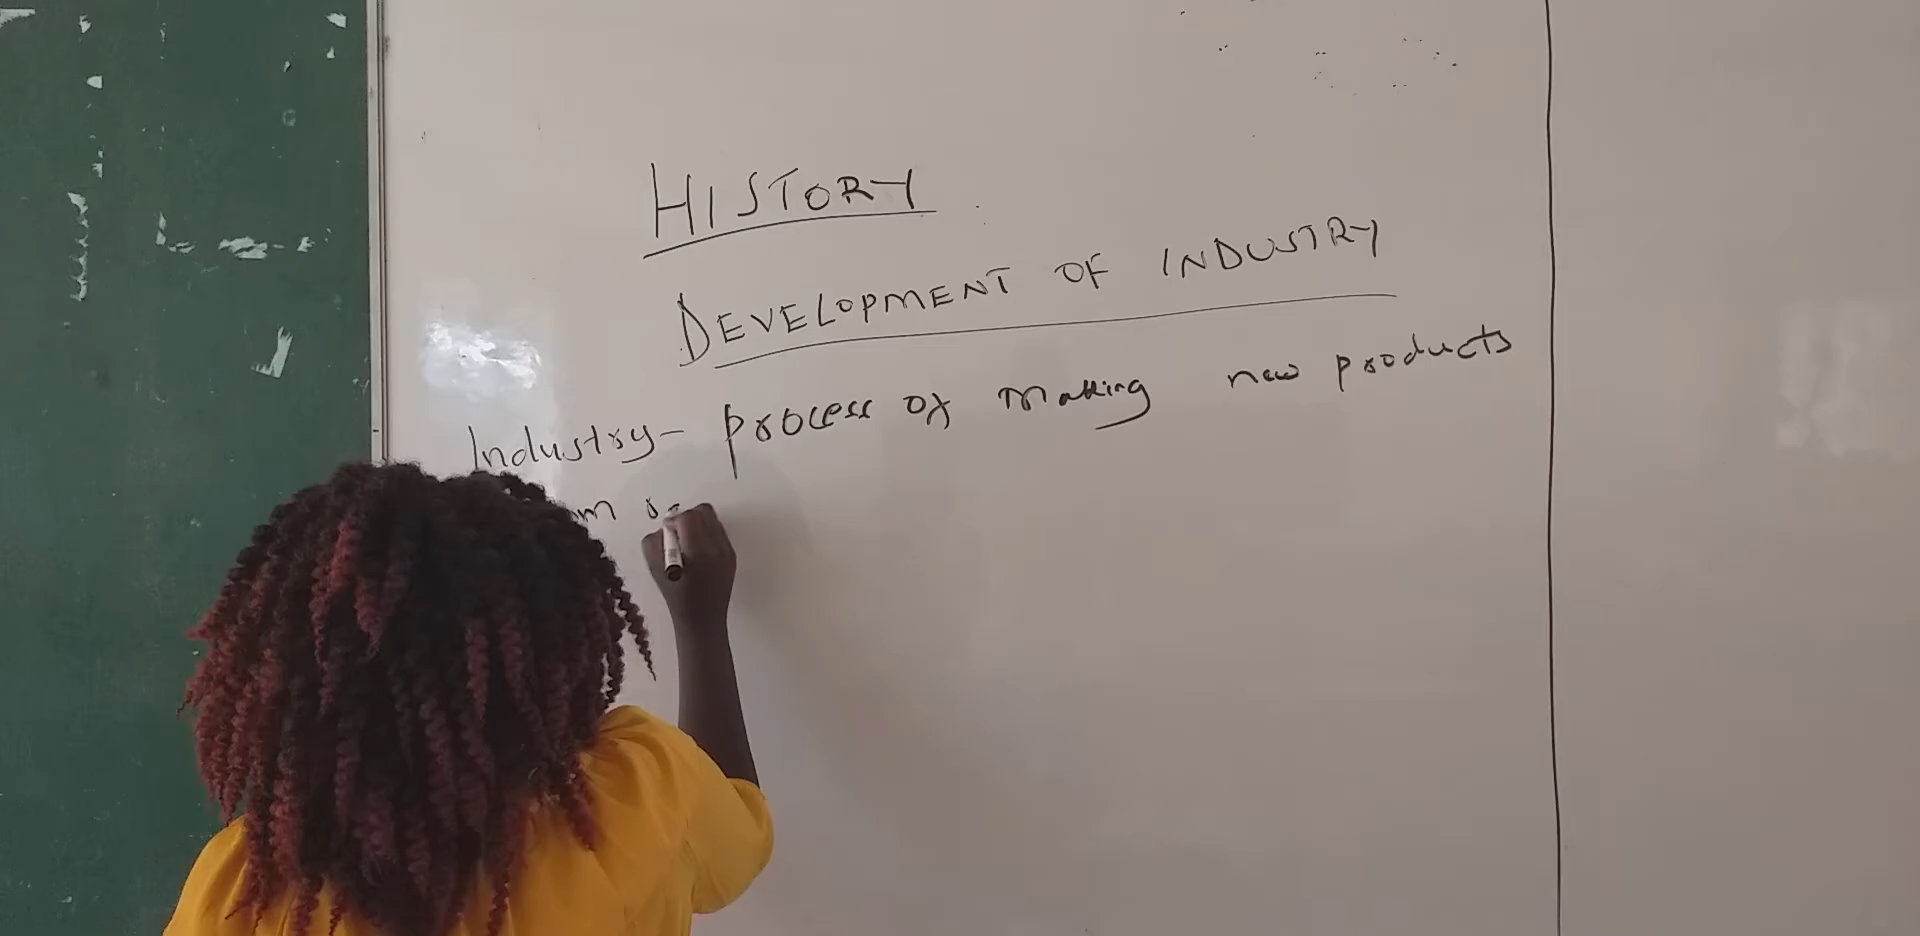 HISTORY
DEVELOPMENT OF INDUSTRY
Industry- process of making new products